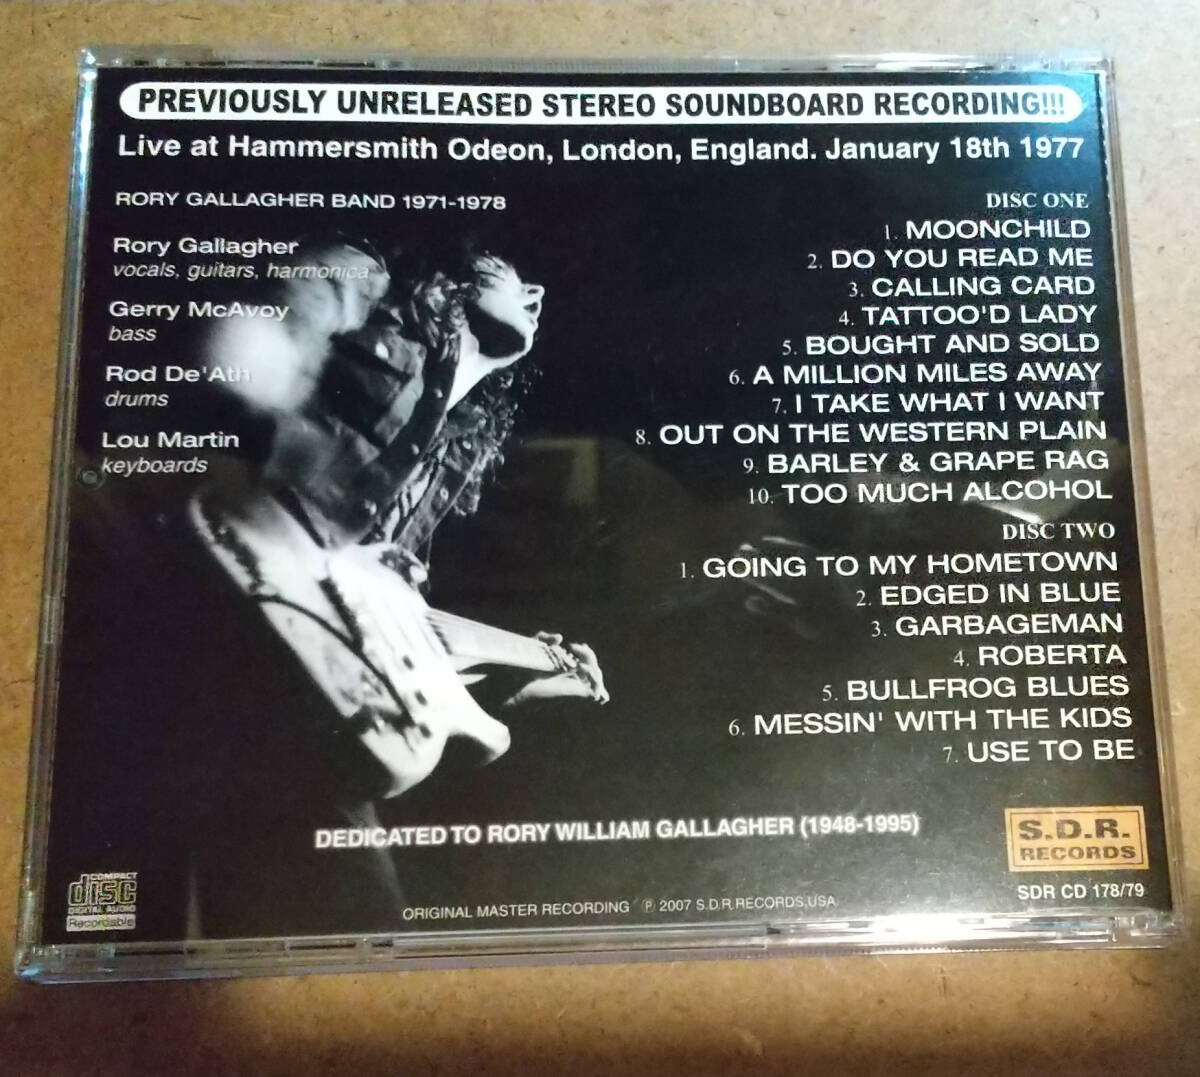 PREVIOUSLY UNRELEASED STEREO SOUNDBOARD RECORDING!!!
Live at Hammersmith Odeon, London, England. January 18th 1977
RORY GALLAGHER BAND 1971-1978
Rory Gallagher
vocals, guitars, harmonica
Gerry McAvoy
bass
Rod De'Ath
drums
Lou Martin
keyboards
DISC ONE
1. MOONCHILD
2. DO YOU READ ME
3. CALLING CARD
4. TATTOO'D LADY
5. BOUGHT AND SOLD
6. A MILLION MILES AWAY
7. I TAKE WHAT I WANT
8. OUT ON THE WESTERN PLAIN
9. BARLEY & GRAPE RAG
10. TOO MUCH ALCOHOL
DISC TWO
1. GOING TO MY HOMETOWN
2. EDGED IN BLUE
3. GARBAGEMAN
4. ROBERTA
5. BULLFROG BLUES
6. MESSIN' WITH THE KIDS
7. USE TO BE
DEDICATED TO RORY WILLIAM GALLAGHER (1948-1995)
S.D.R.
RECORDS
SDR CD 178/79
COMPACT
disc
DIGITAL AUDIO
Recordable
ORIGINAL MASTER RECORDING ℗ 2007 S.D.R. RECORDS,USA